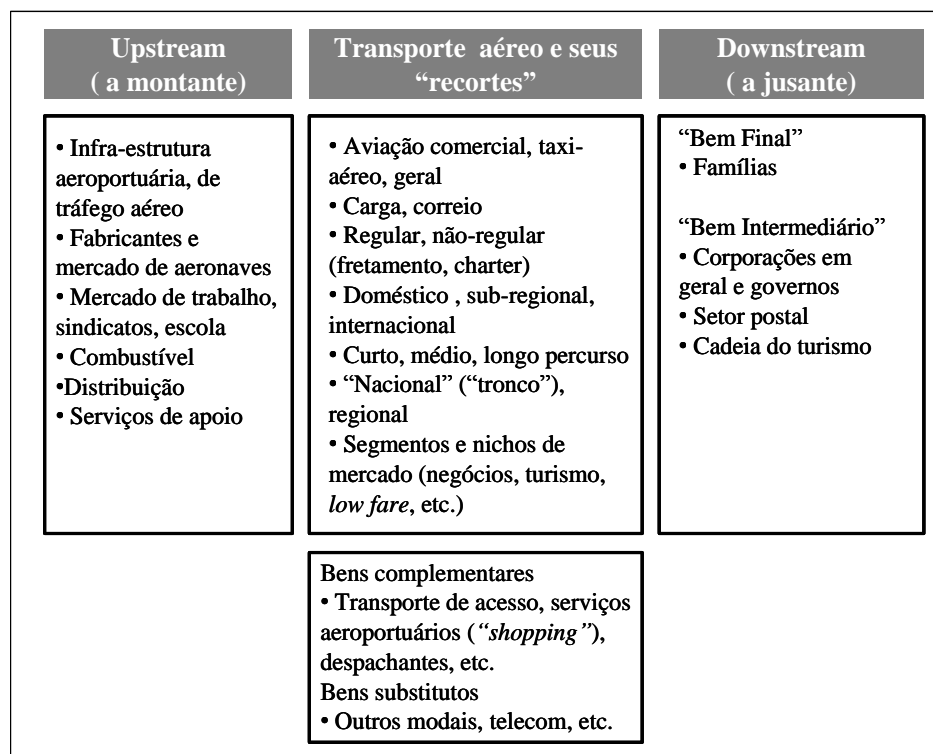 Upstream
( a montante)
• Infra-estrutura
aeroportuária, de
tráfego aéreo
• Fabricantes e
mercado de aeronaves
• Mercado de trabalho,
sindicatos, escola
• Combustível
•Distribuição
• Serviços de apoio
Transporte aéreo e seus
“recortes”
• Aviação comercial, taxi-
aéreo, geral
• Carga, correio
• Regular, não-regular
(fretamento, charter)
• Doméstico , sub-regional,
internacional
• Curto, médio, longo percurso
• “Nacional” (“tronco”),
regional
• Segmentos e nichos de
mercado (negócios, turismo,
low fare, etc.)
Bens complementares
• Transporte de acesso, serviços
aeroportuários (“shopping”),
despachantes, etc.
Bens substitutos
• Outros modais, telecom, etc.
Downstream
( a jusante)
“Bem Final”
• Famílias
“Bem Intermediário”
• Corporações em
geral e governos
• Setor postal
• Cadeia do turismo